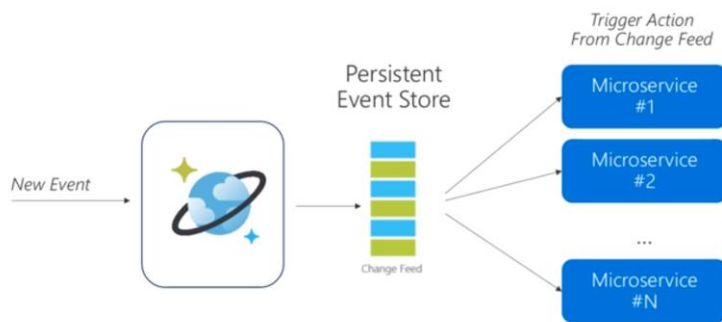 Trigger Action
From Change Feed
Persistent
Event Store
Microservice
#1
New Event
Microservice
#2
...
Change Feed
Microservice
#N